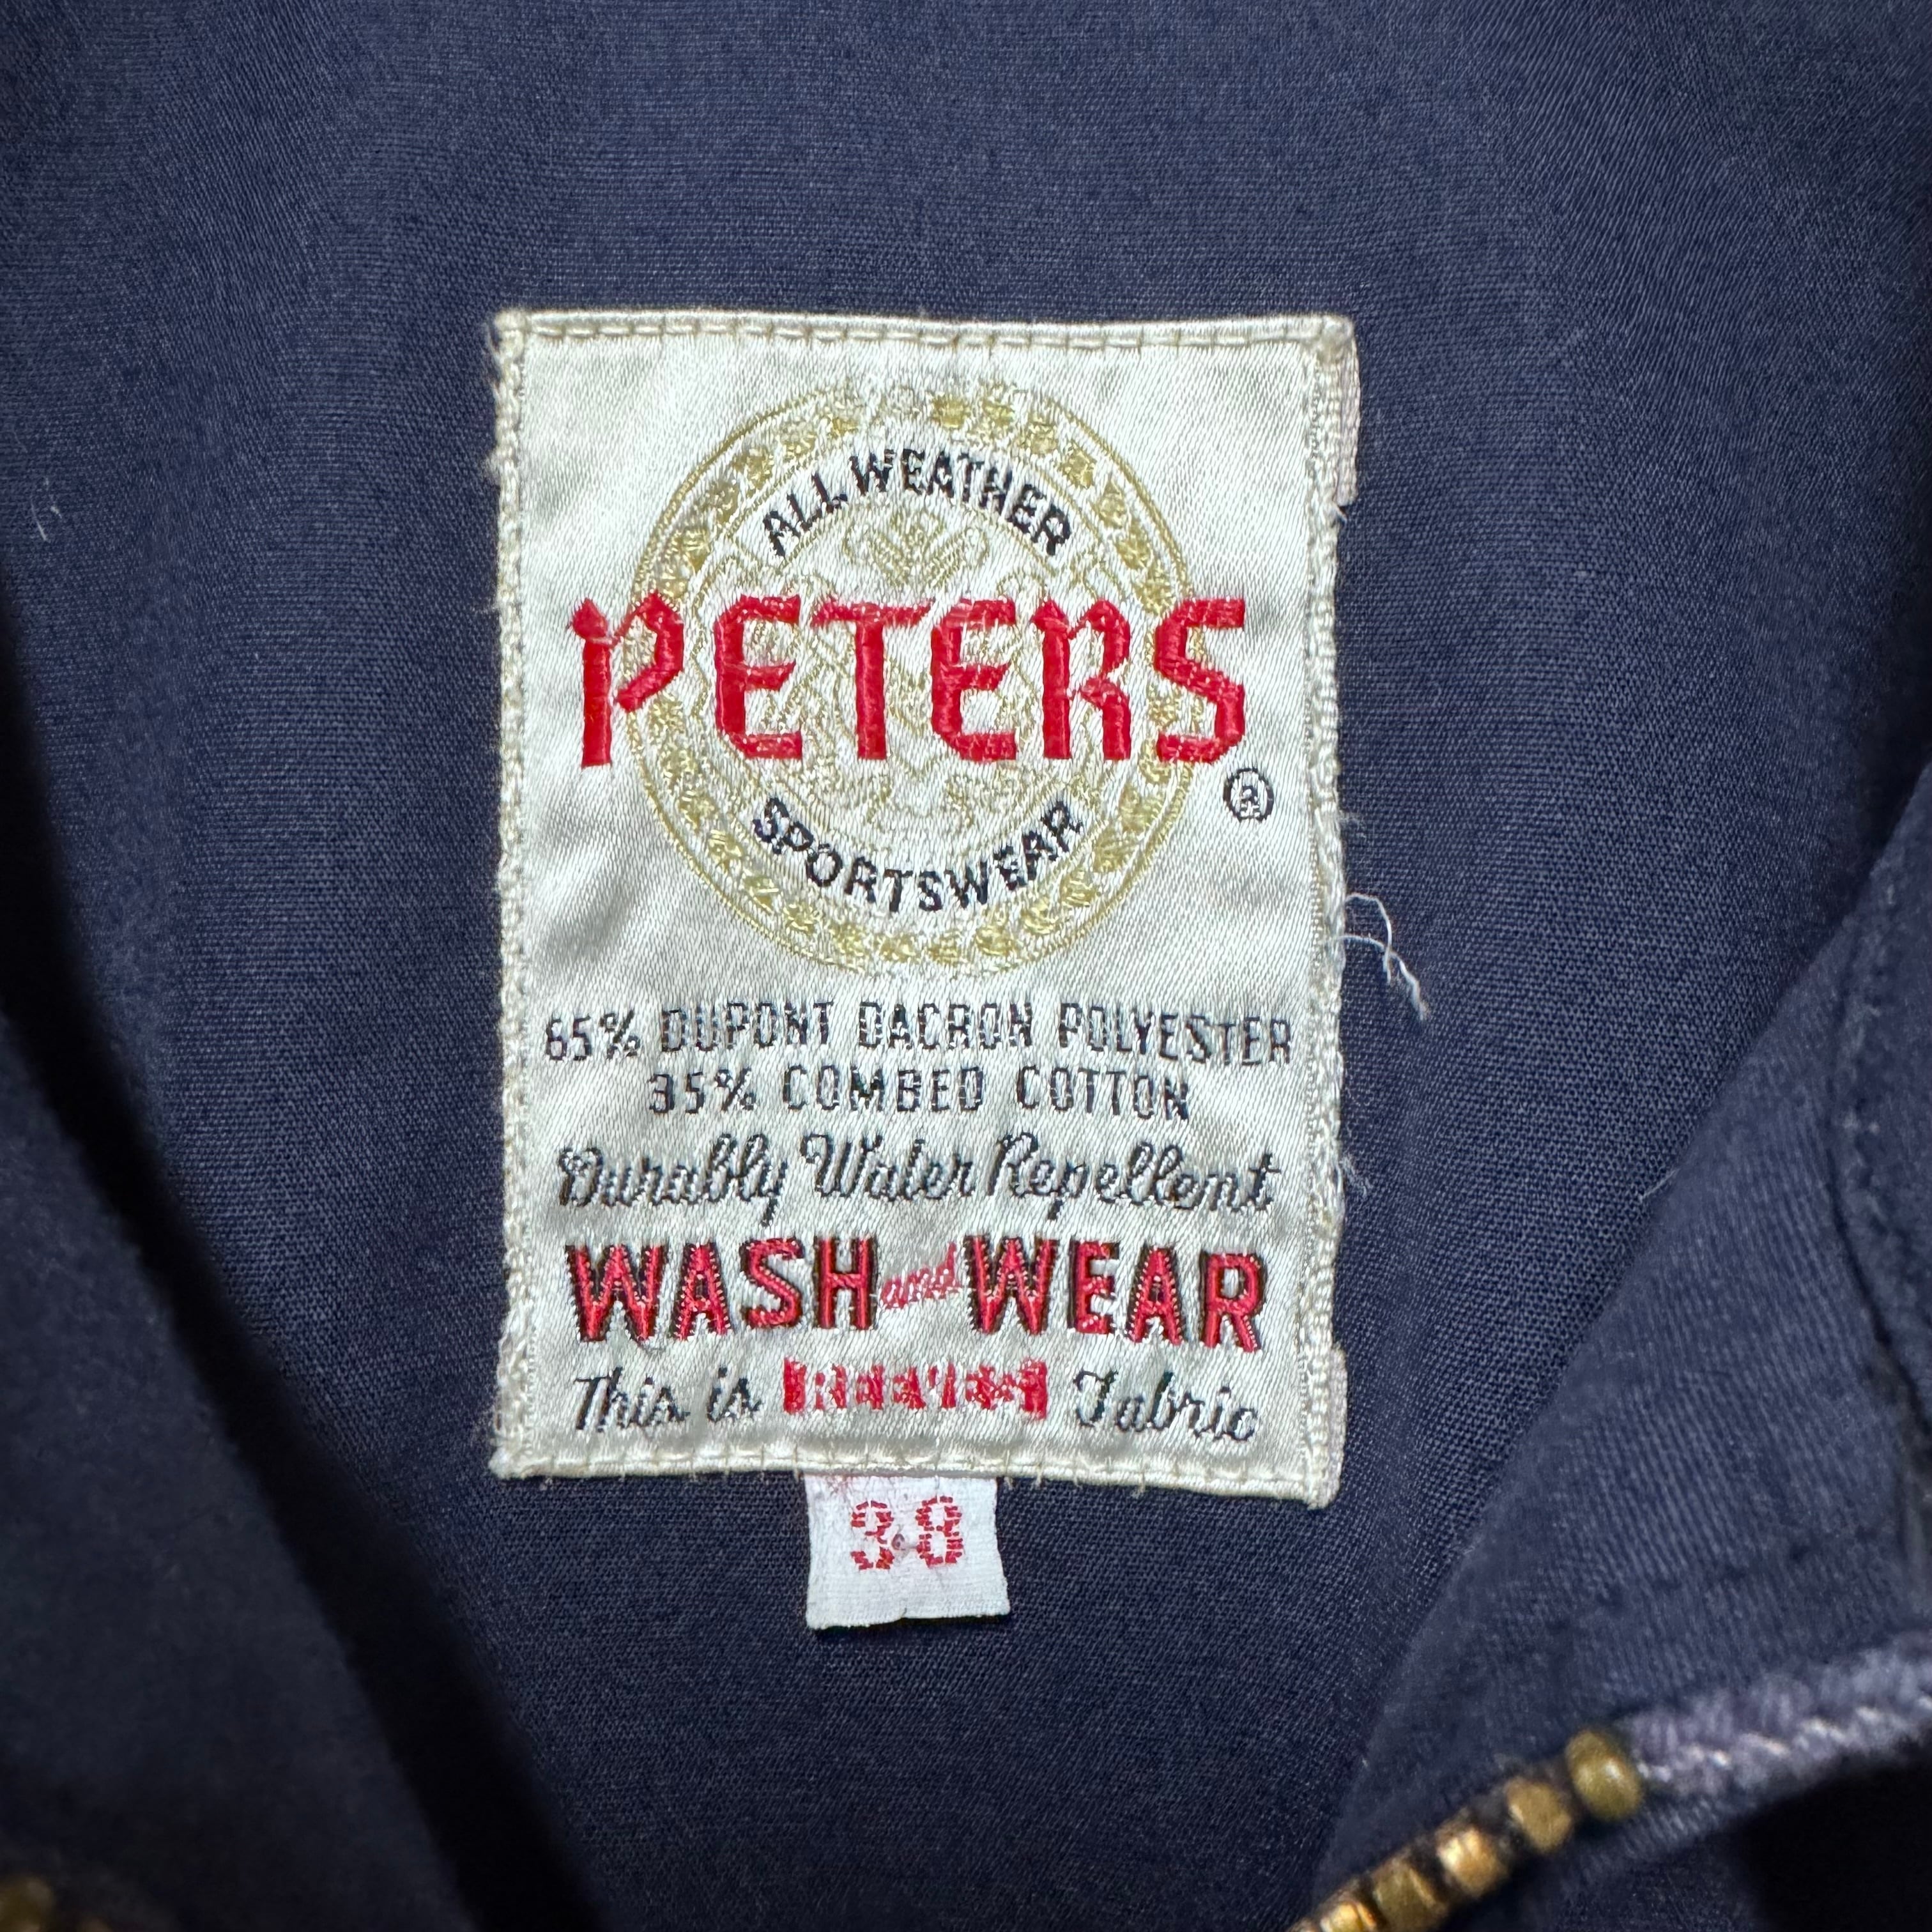 ALL WEATHER
PETERS
®
SPORTSWEAR
65% DUPONT DACRON POLYESTER
35% COMBED COTTON
Durably Water Repellent
WASH and WEAR
This is Fabric
38